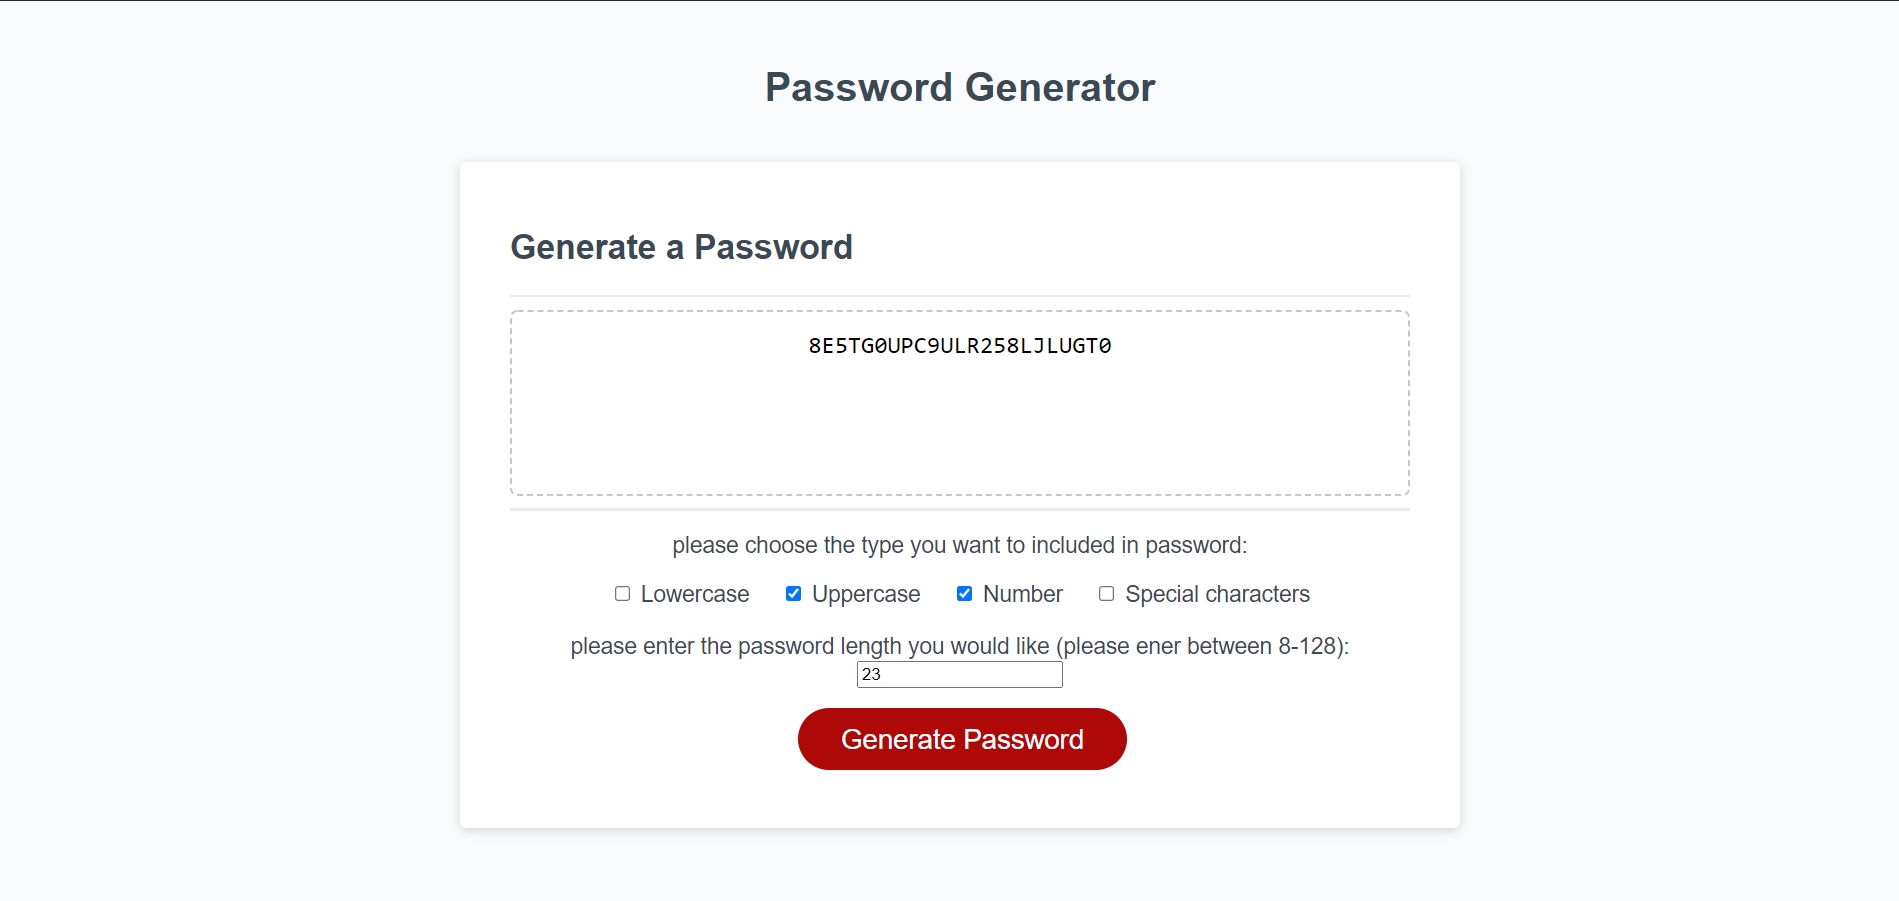 Password Generator
Generate a Password
8E5TG0UPC9ULR258LJLUGT0
please choose the type you want to included in password:
Lowercase Uppercase Number Special characters
please enter the password length you would like (please ener between 8-128):
23
Generate Password